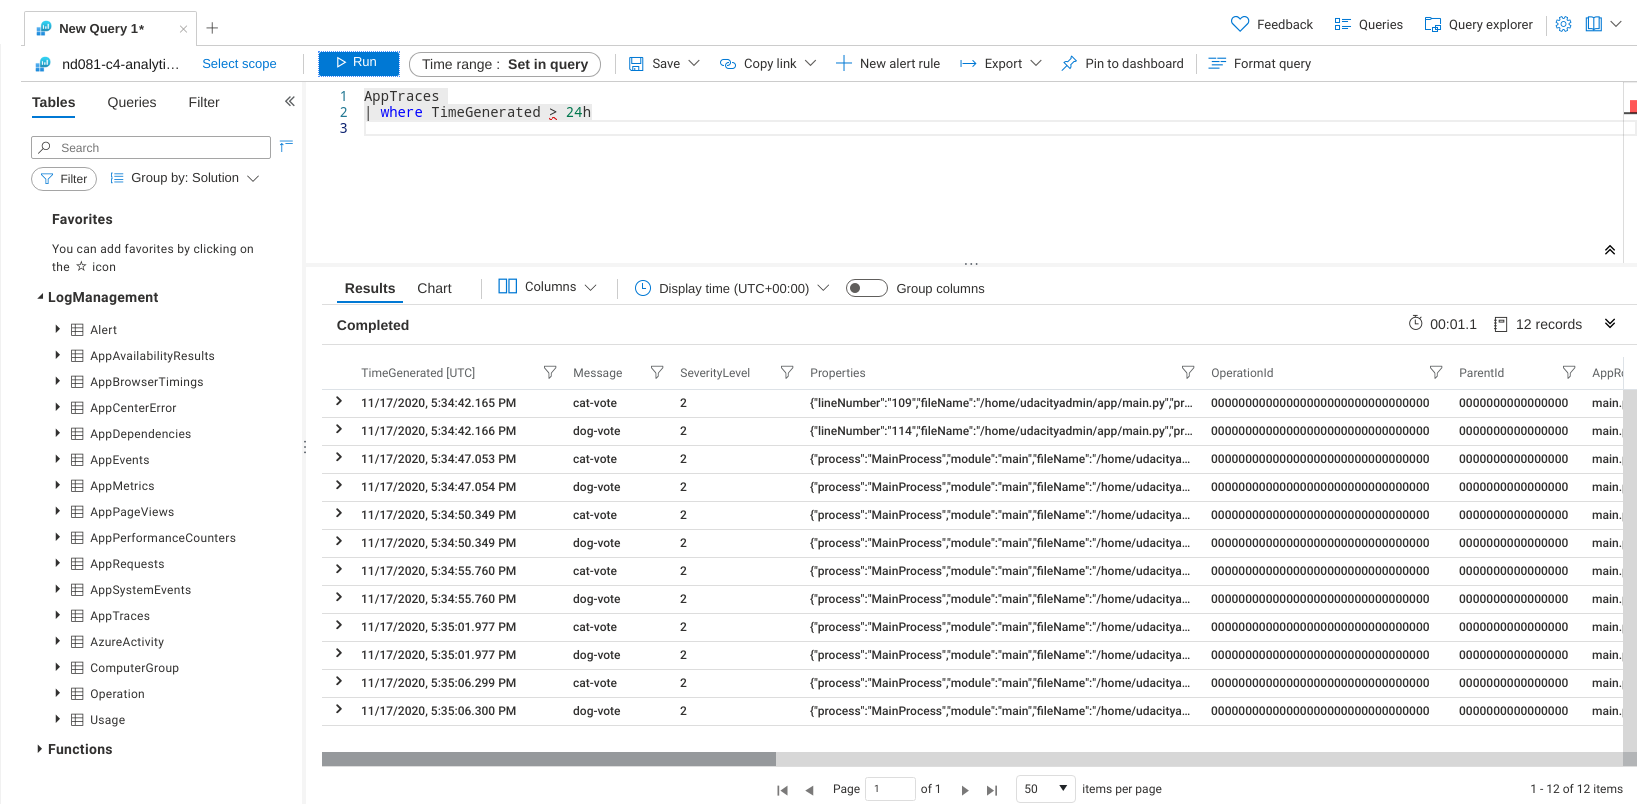 New Query 1*
Feedback Queries Query explorer
nd081-c4-analyti... Select scope Run Time range : Set in query Save Copy link New alert rule Export Pin to dashboard Format query
Tables Queries Filter
1 AppTraces
2 | where TimeGenerated > 24h
3
Search
Filter Group by: Solution
Favorites
You can add favorites by clicking on
the ☆ icon
LogManagement
Alert
AppAvailabilityResults
AppBrowserTimings
AppCenterError
AppDependencies
AppEvents
AppMetrics
AppPageViews
AppPerformanceCounters
AppRequests
AppSystemEvents
AppTraces
AzureActivity
ComputerGroup
Operation
Usage
Functions
Results Chart Columns Display time (UTC+00:00) Group columns
Completed 00:01.1 12 records
TimeGenerated [UTC] Message SeverityLevel Properties OperationId ParentId AppRo
11/17/2020, 5:34:42.165 PM cat-vote 2 {"lineNumber":"109","fileName":"/home/udacityadmin/app/main.py","pr... 00000000000000000000000000000000 0000000000000000 main.
11/17/2020, 5:34:42.166 PM dog-vote 2 {"lineNumber":"114","fileName":"/home/udacityadmin/app/main.py","pr... 00000000000000000000000000000000 0000000000000000 main.
11/17/2020, 5:34:47.053 PM cat-vote 2 {"process":"MainProcess","module":"main","fileName":"/home/udacitya... 00000000000000000000000000000000 0000000000000000 main.
11/17/2020, 5:34:47.054 PM dog-vote 2 {"process":"MainProcess","module":"main","fileName":"/home/udacitya... 00000000000000000000000000000000 0000000000000000 main.
11/17/2020, 5:34:50.349 PM cat-vote 2 {"process":"MainProcess","module":"main","fileName":"/home/udacitya... 00000000000000000000000000000000 0000000000000000 main.
11/17/2020, 5:34:50.349 PM dog-vote 2 {"process":"MainProcess","module":"main","fileName":"/home/udacitya... 00000000000000000000000000000000 0000000000000000 main.
11/17/2020, 5:34:55.760 PM cat-vote 2 {"process":"MainProcess","module":"main","fileName":"/home/udacitya... 00000000000000000000000000000000 0000000000000000 main.
11/17/2020, 5:34:55.760 PM dog-vote 2 {"process":"MainProcess","module":"main","fileName":"/home/udacitya... 00000000000000000000000000000000 0000000000000000 main.
11/17/2020, 5:35:01.977 PM cat-vote 2 {"process":"MainProcess","module":"main","fileName":"/home/udacitya... 00000000000000000000000000000000 0000000000000000 main.
11/17/2020, 5:35:01.977 PM dog-vote 2 {"process":"MainProcess","module":"main","fileName":"/home/udacitya... 00000000000000000000000000000000 0000000000000000 main.
11/17/2020, 5:35:06.299 PM cat-vote 2 {"process":"MainProcess","module":"main","fileName":"/home/udacitya... 00000000000000000000000000000000 0000000000000000 main.
11/17/2020, 5:35:06.300 PM dog-vote 2 {"process":"MainProcess","module":"main","fileName":"/home/udacitya... 00000000000000000000000000000000 0000000000000000 main.
Page 1 of 1 50 items per page 1 - 12 of 12 items